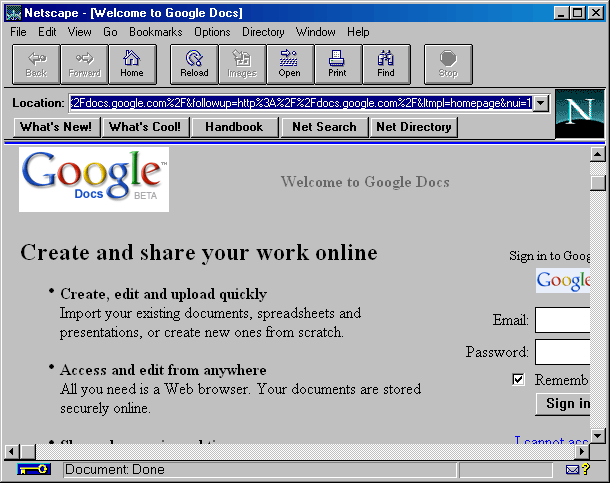 Netscape - [Welcome to Google Docs]
File Edit View Go Bookmarks Options Directory Window Help
Back Forward Home Reload Images Open Print Find Stop
Location: %2Fdocs.google.com%2F&followup=http%3A%2F%2Fdocs.google.com%2F&ltmpl=homepage&nui=1
N
What's New! What's Cool! Handbook Net Search Net Directory
Google™
Docs BETA
Welcome to Google Docs
Create and share your work online
Sign in to Goog
Google
• Create, edit and upload quickly
Import your existing documents, spreadsheets and
presentations, or create new ones from scratch.
Email:
Password:
• Access and edit from anywhere
All you need is a Web browser. Your documents are stored
securely online.
Rememb
Sign in
I cannot acc
Document: Done
?